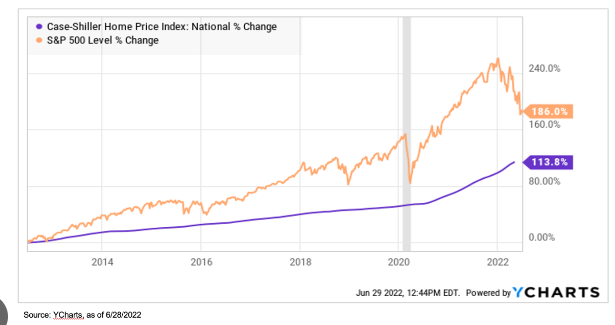 Case-Shiller Home Price Index: National % Change
S&P 500 Level % Change
240.0%
186.0%
160.0%
113.8%
80.00%
0.00%
2014 2016 2018 2020 2022
Jun 29 2022, 12:44PM EDT. Powered by YCHARTS
Source: YCharts, as of 6/28/2022